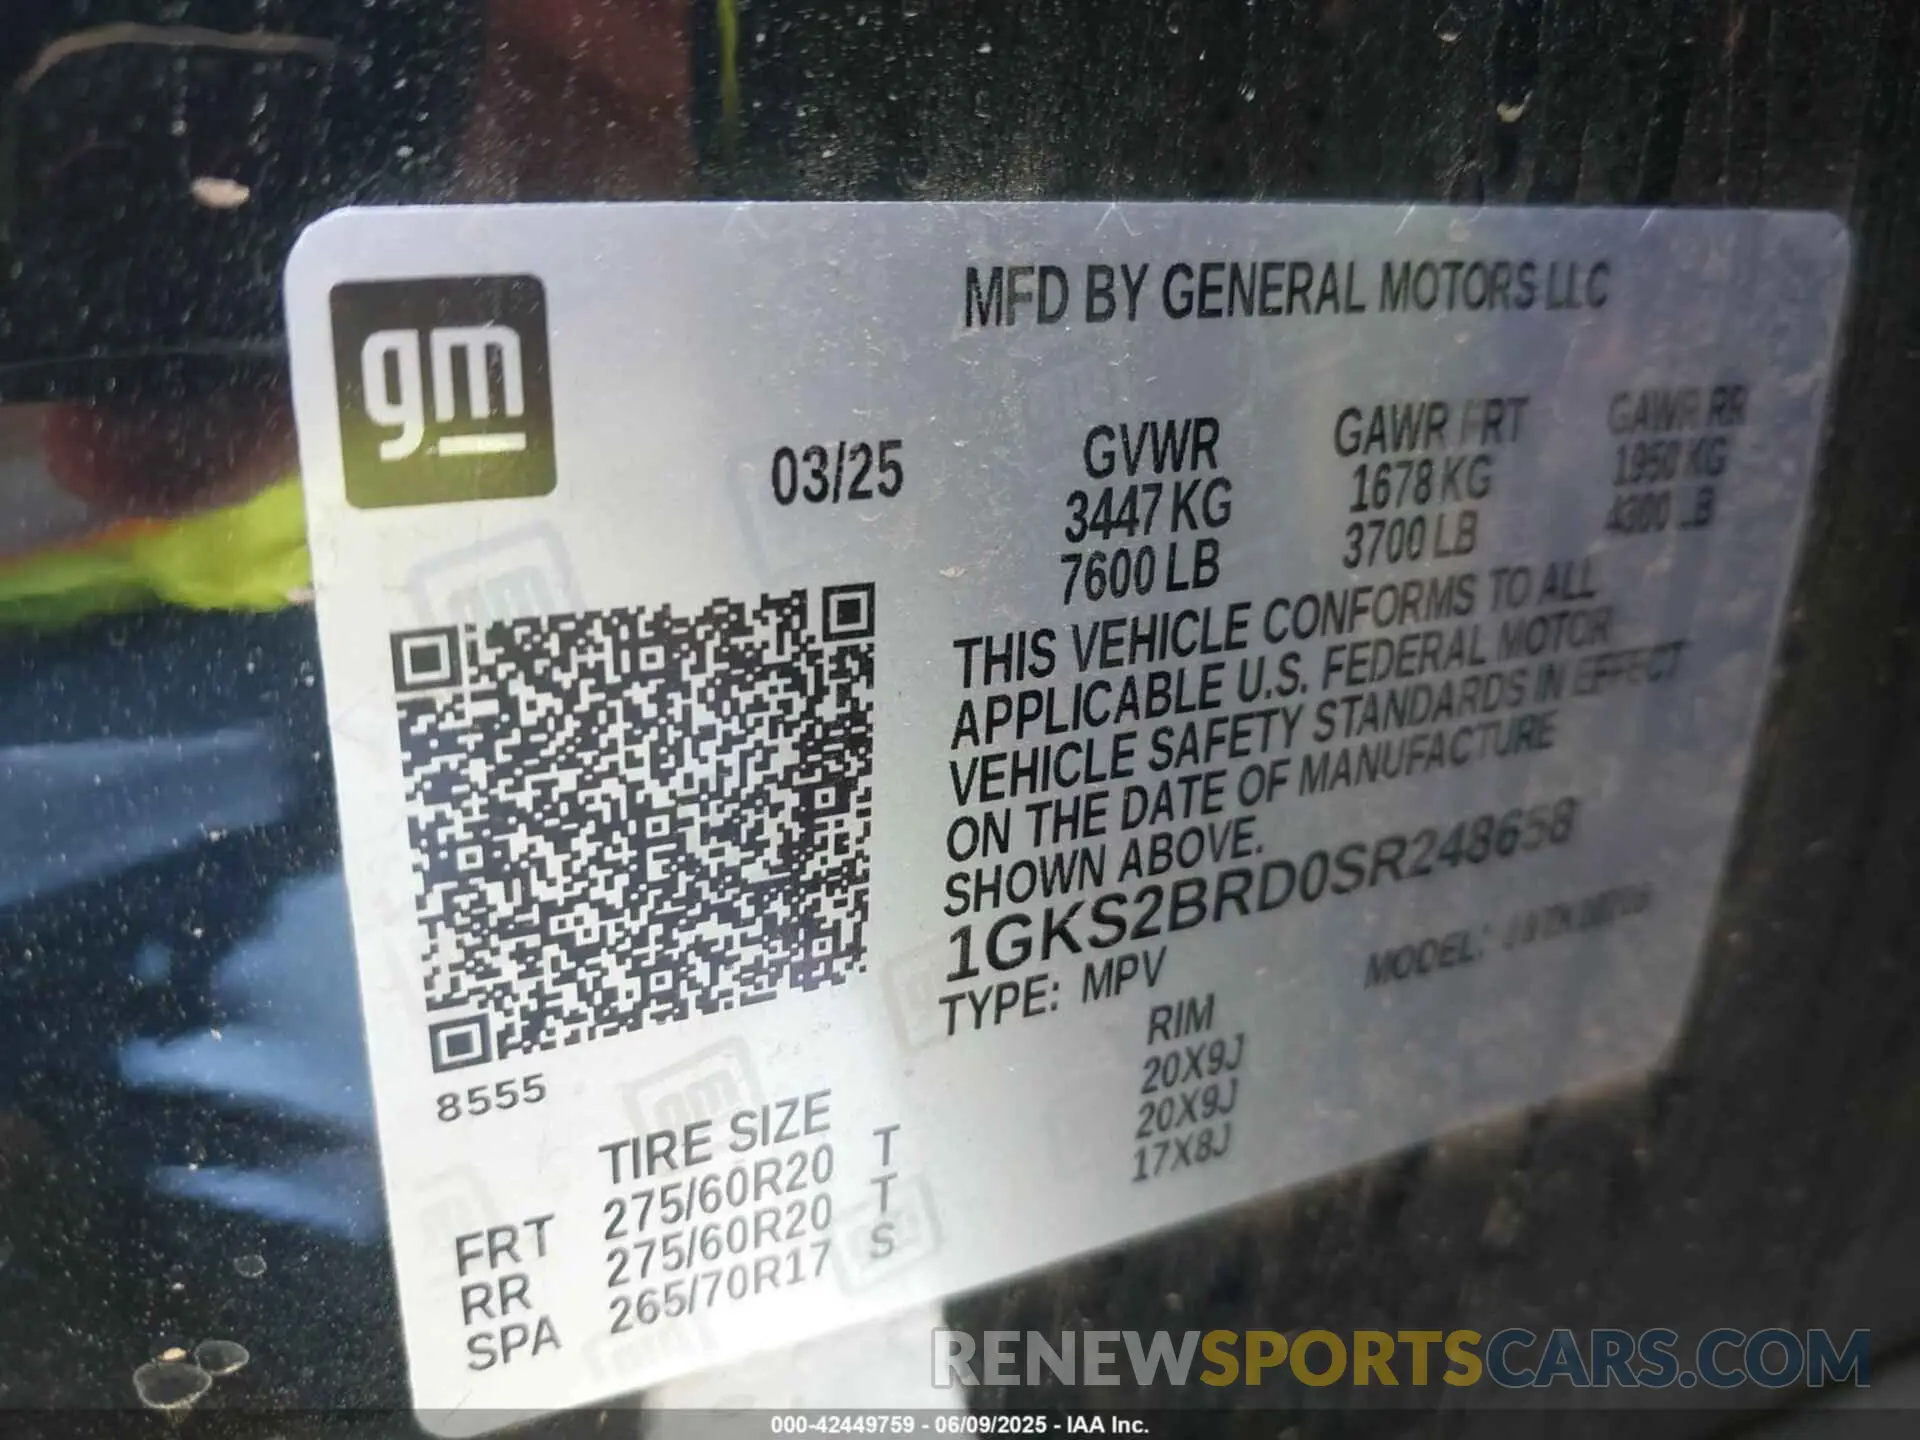 gm
MFD BY GENERAL MOTORS LLC
03/25
GVWR GAWR FRT GAWR RR
3447 KG 1678 KG 1950 KG
7600 LB 3700 LB 4300 LB
THIS VEHICLE CONFORMS TO ALL
APPLICABLE U.S. FEDERAL MOTOR
VEHICLE SAFETY STANDARDS IN EFFECT
ON THE DATE OF MANUFACTURE
SHOWN ABOVE.
1GKS2BRD0SR248658
TYPE: MPV MODEL:
8555
TIRE SIZE RIM
FRT 275/60R20 T 20X9J
RR 275/60R20 T 20X9J
SPA 265/70R17 S 17X8J
RENEWSPORTSCARS.COM
000-42449759 - 06/09/2025 - IAA Inc.